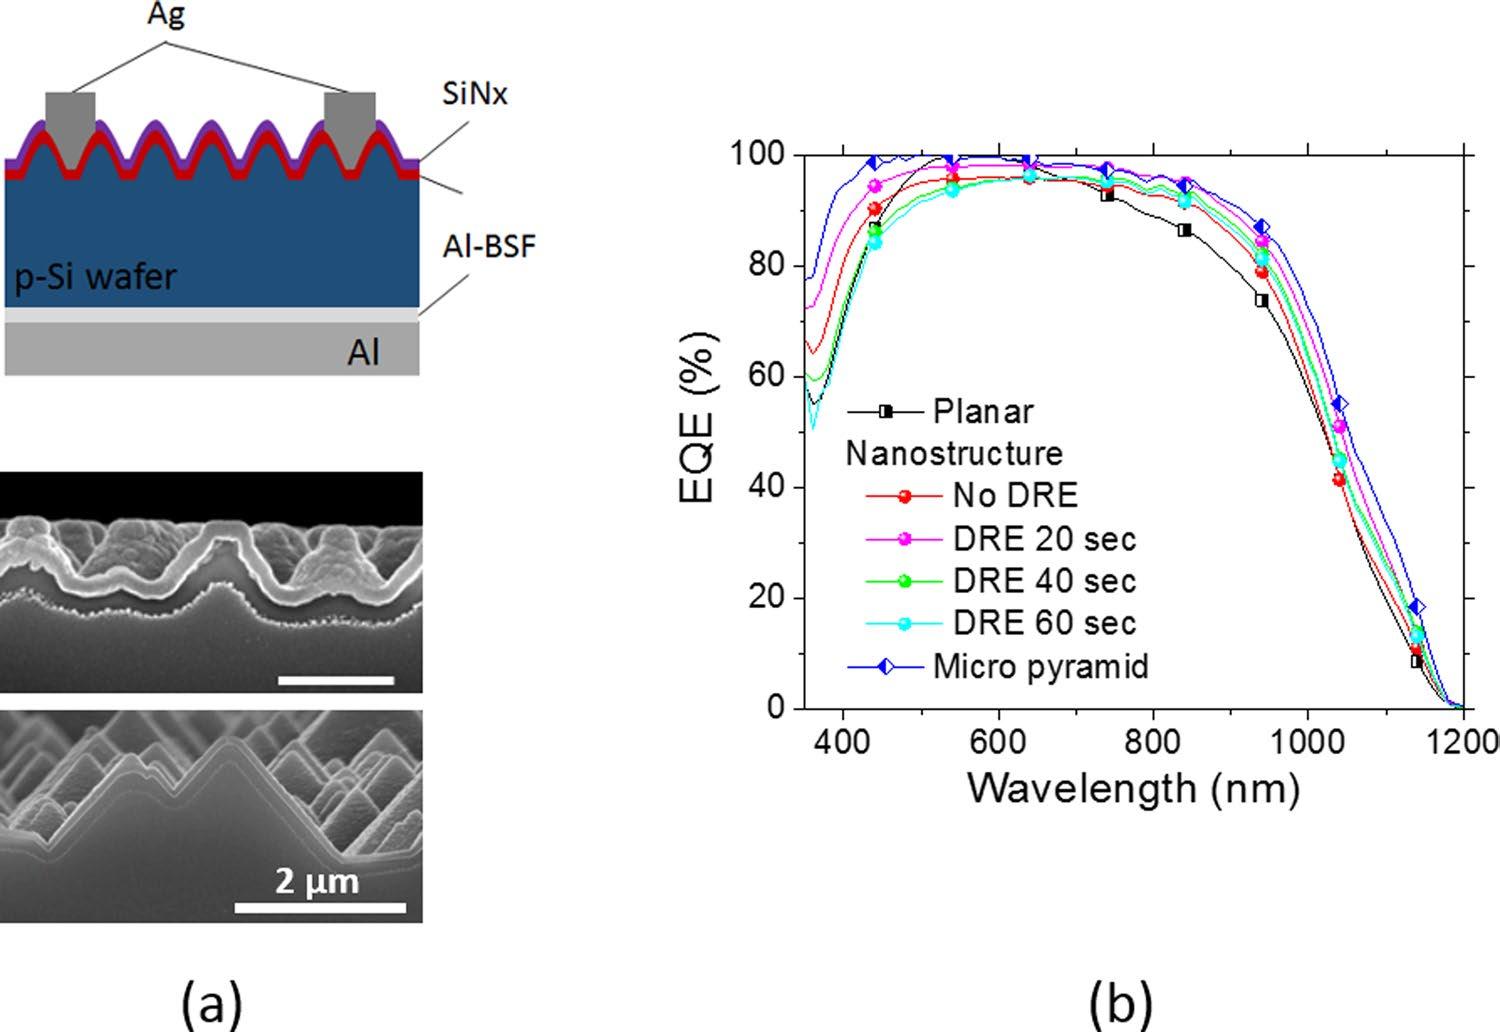 Ag
SiNx
Al-BSF
p-Si wafer
Al
2 µm
(a)
100
80
60
40
20
0
EQE (%)
Planar
Nanostructure
No DRE
DRE 20 sec
DRE 40 sec
DRE 60 sec
Micro pyramid
400 600 800 1000 1200
Wavelength (nm)
(b)